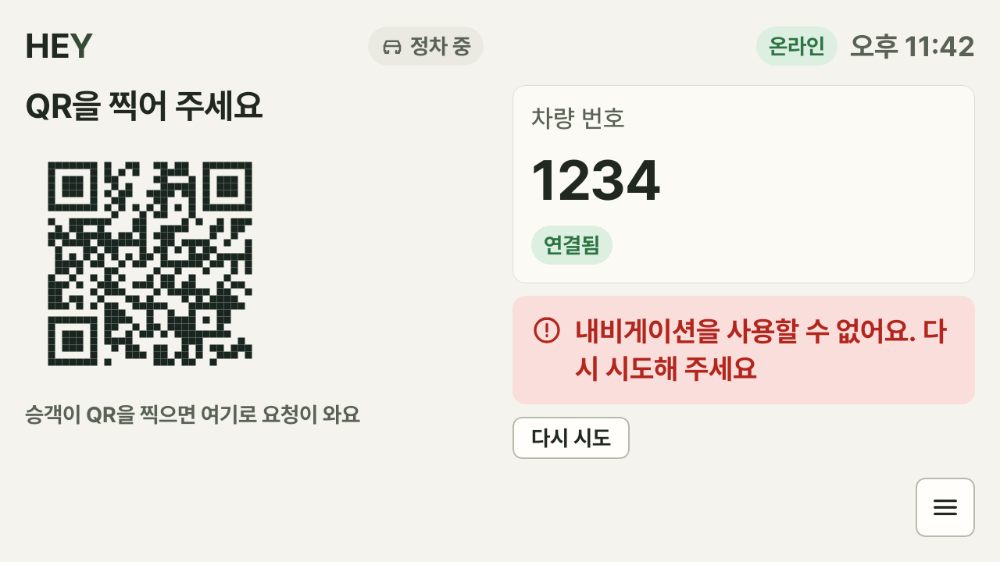 HEY
정차 중
온라인
오후 11:42
QR을 찍어 주세요
차량 번호
1234
연결됨
내비게이션을 사용할 수 없어요. 다
시 시도해 주세요
승객이 QR을 찍으면 여기로 요청이 와요
다시 시도